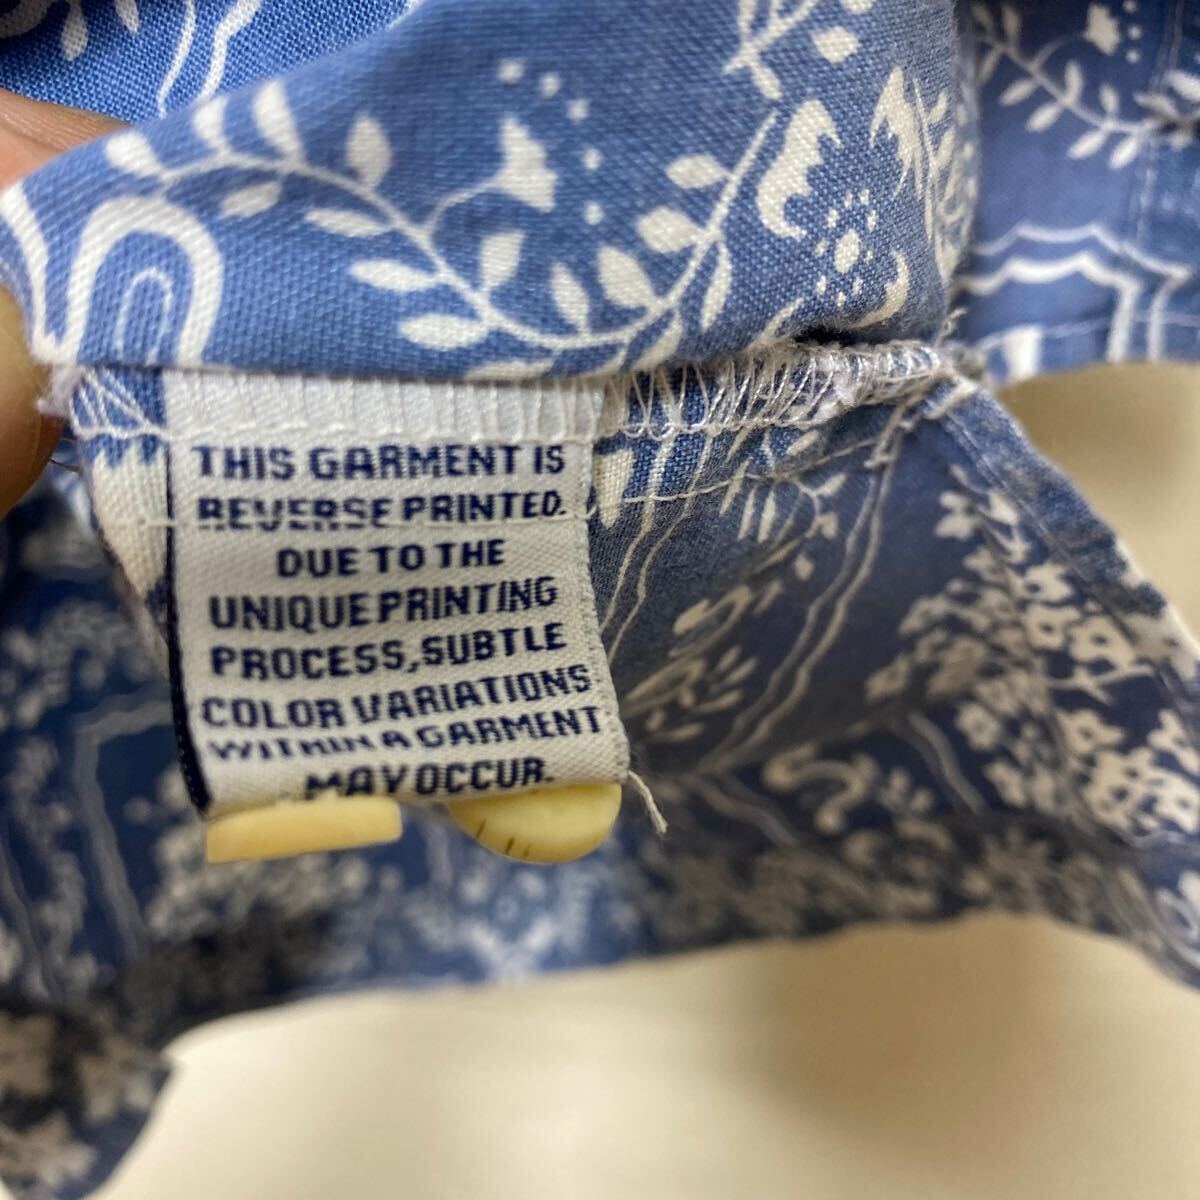 THIS GARMENT IS
REVERSE PRINTED.
DUE TO THE
UNIQUE PRINTING
PROCESS, SUBTLE
COLOR VARIATIONS
WITHIN A GARMENT
MAY OCCUR.